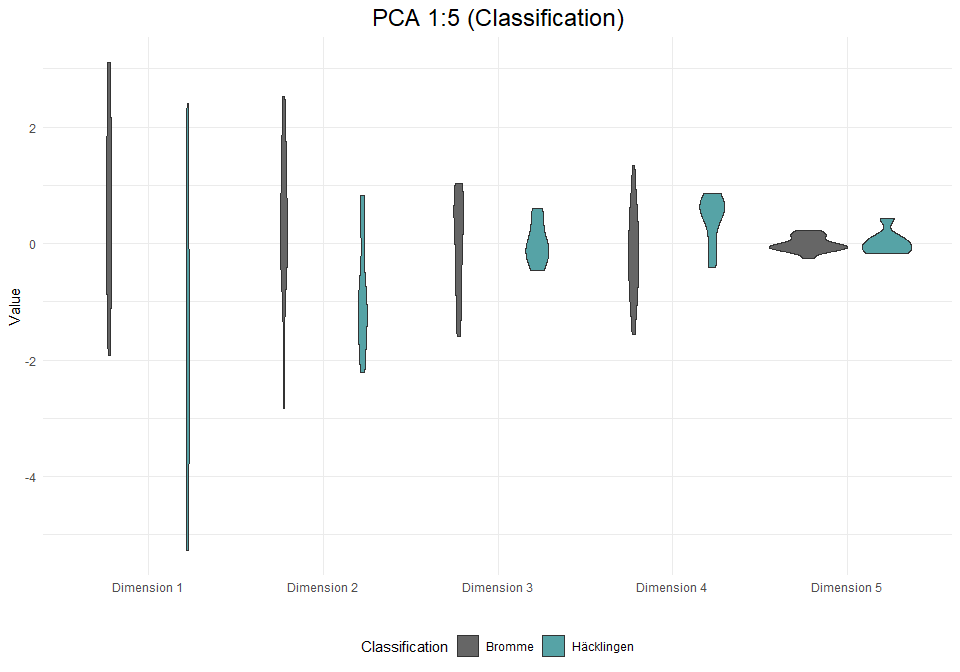 PCA 1:5 (Classification)
Value
2
0
-2
-4
Dimension 1 Dimension 2 Dimension 3 Dimension 4 Dimension 5
Classification Bromme Häcklingen